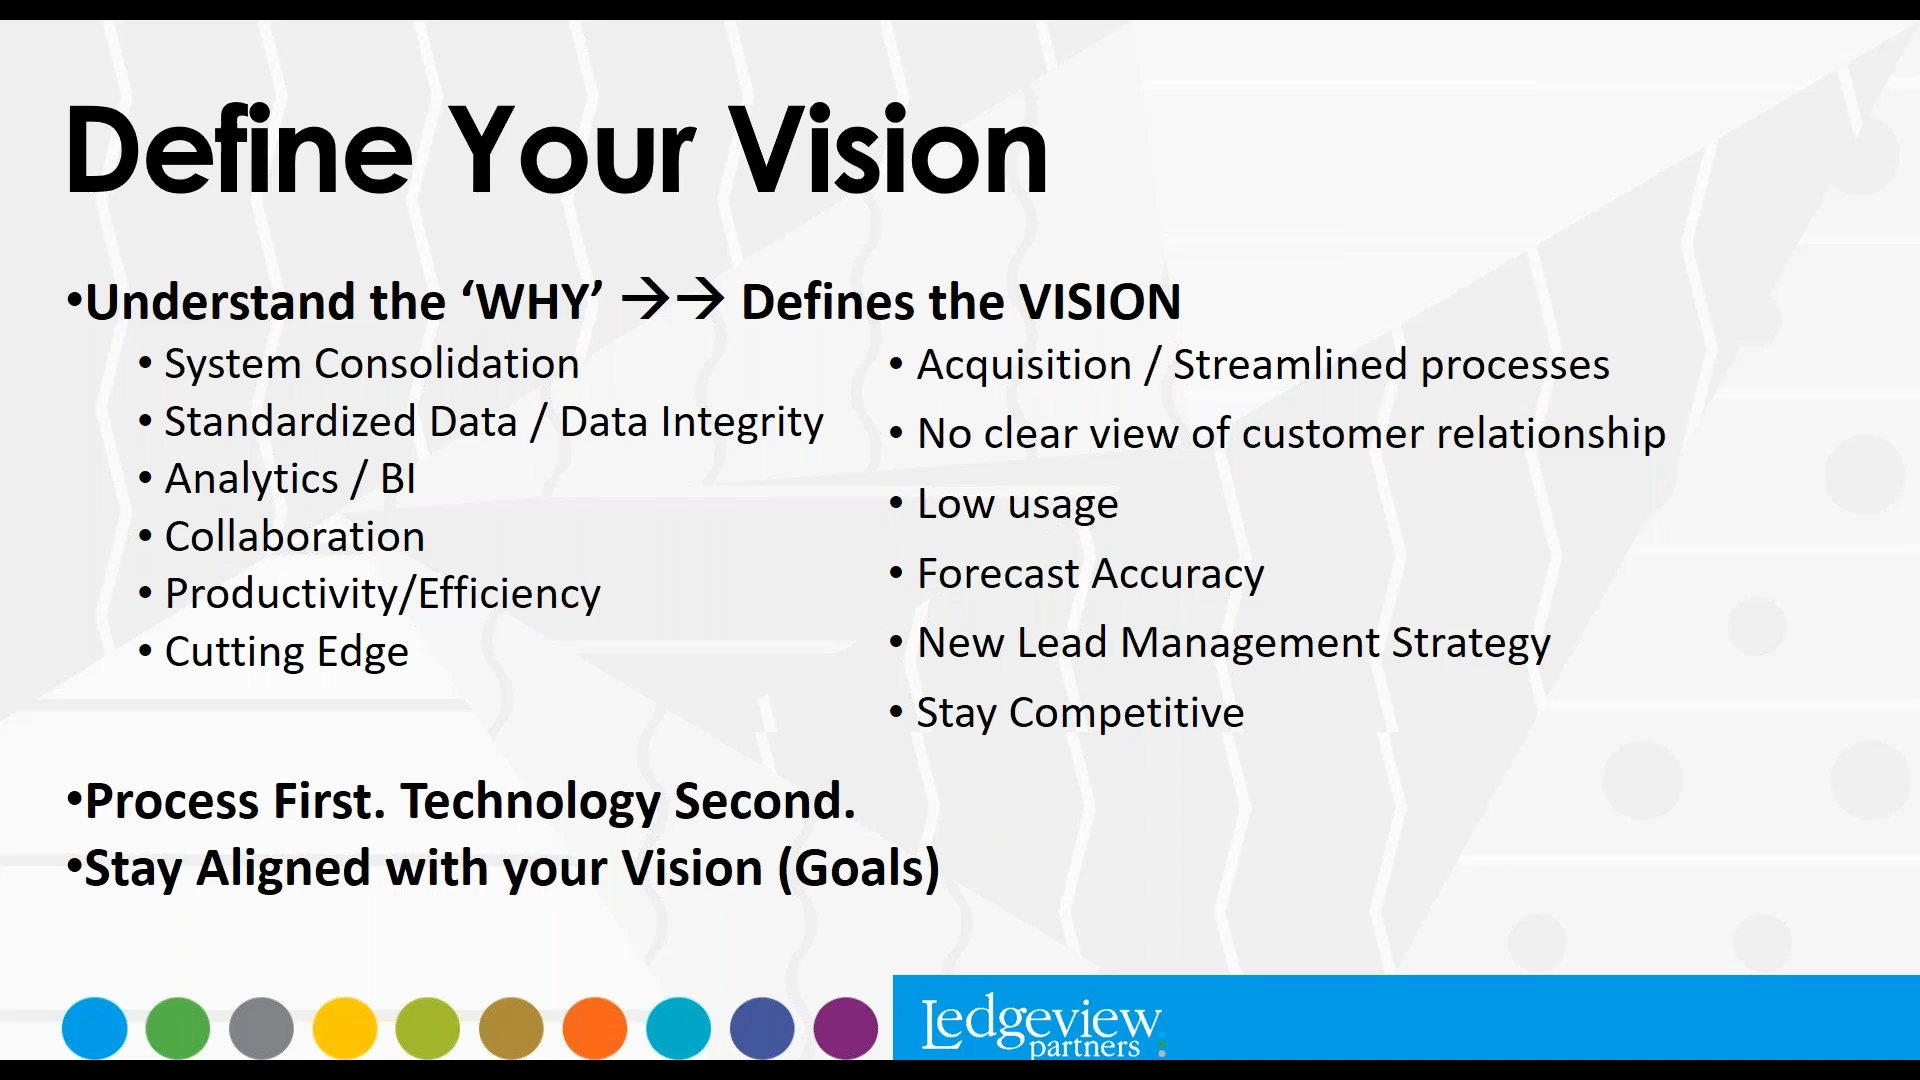 Define Your Vision
•Understand the ‘WHY’ →→ Defines the VISION
• System Consolidation
• Standardized Data / Data Integrity
• Analytics / BI
• Collaboration
• Productivity/Efficiency
• Cutting Edge
• Acquisition / Streamlined processes
• No clear view of customer relationship
• Low usage
• Forecast Accuracy
• New Lead Management Strategy
• Stay Competitive
•Process First. Technology Second.
•Stay Aligned with your Vision (Goals)
Ledgeview
partners